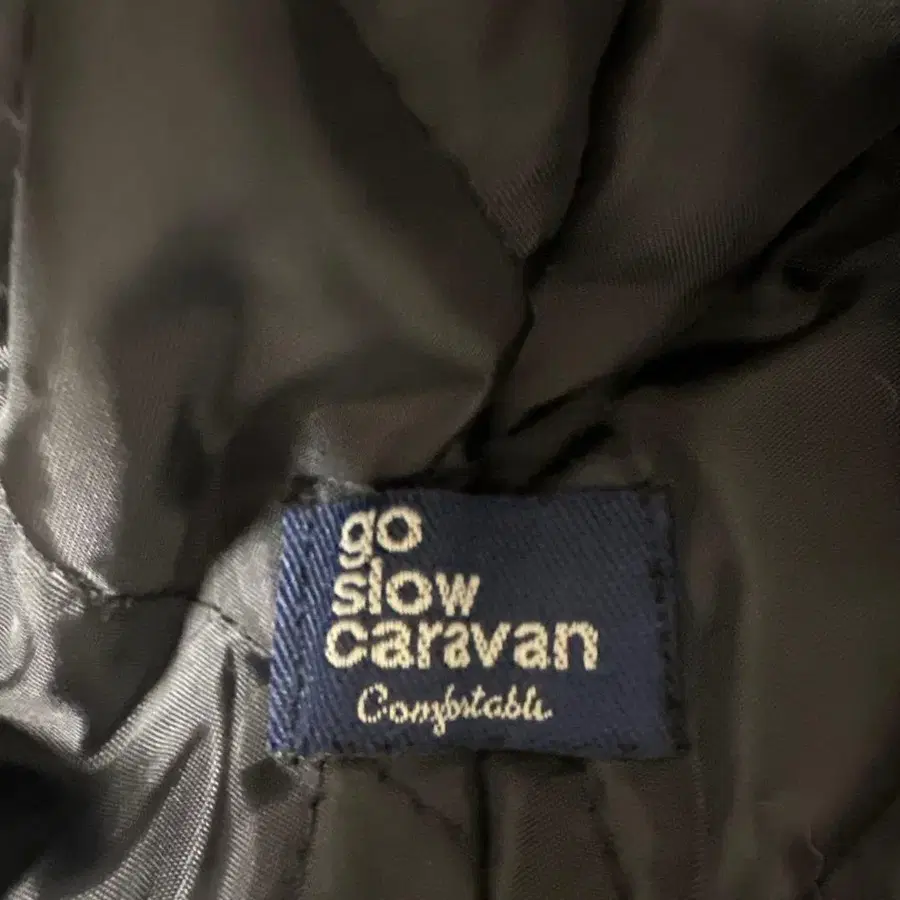 go
slow
caravan
Comfortable